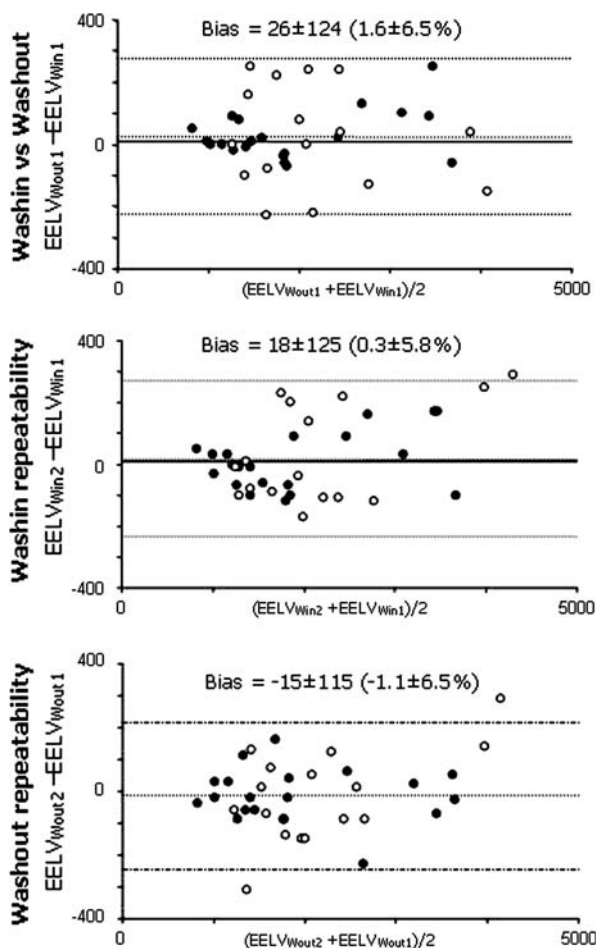 Washin vs Washout
EELVWout1 –EELVWin1
400
0
-400
Bias = 26±124 (1.6±6.5%)
0
(EELVWout1 +EELVWin1)/2
5000
Washin repeatability
EELVWin2 –EELVWin1
400
0
-400
Bias = 18±125 (0.3±5.8%)
0
(EELVWin2 +EELVWin1)/2
5000
Washout repeatability
EELVWout2 –EELVWout1
400
0
-400
Bias = -15±115 (-1.1±6.5%)
0
(EELVWout2 +EELVWout1)/2
5000